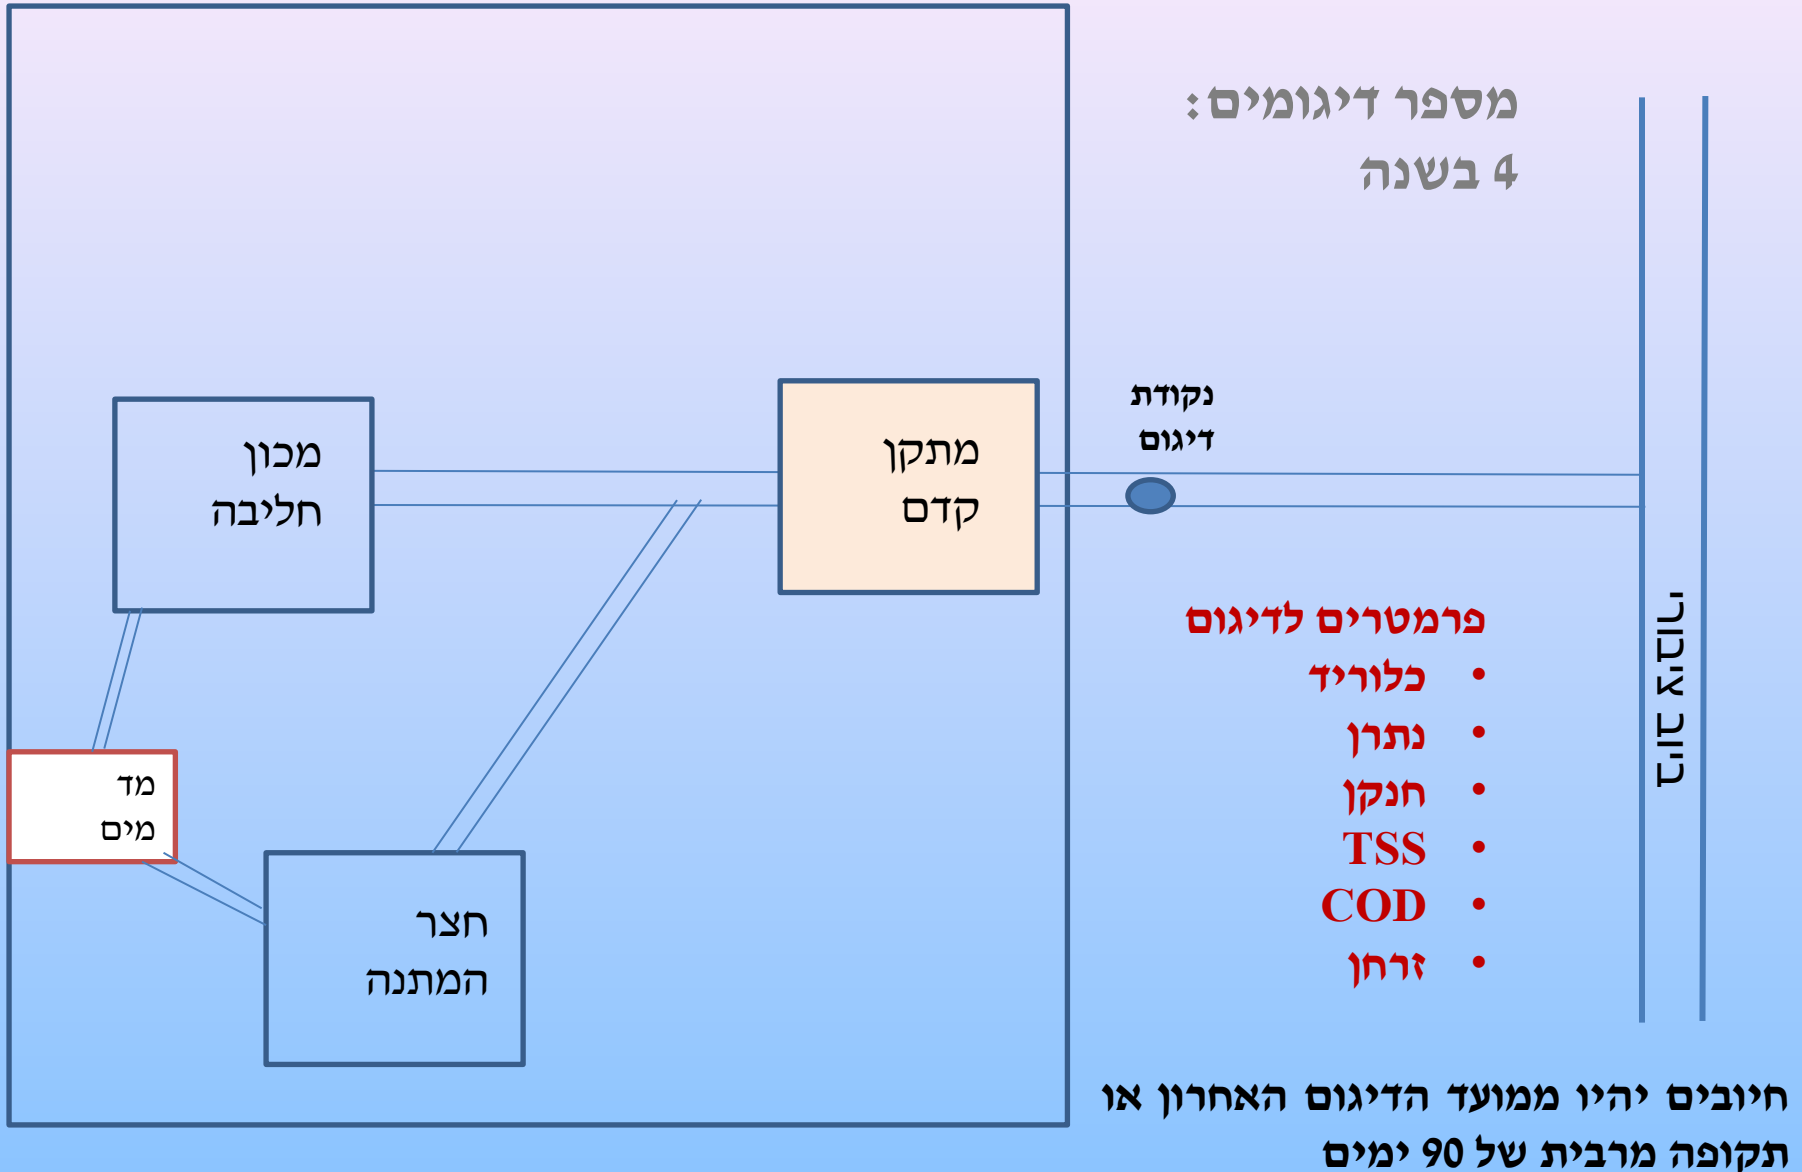 מספר דיגומים:
4 בשנה
נקודת
דיגום
מתקן
קדם
מכון
חליבה
מד
מים
חצר
המתנה
פרמטרים לדיגום
• כלוריד
• נתרן
• חנקן
• TSS
• COD
• זרחן
ביוב ציבורי
חיובים יהיו ממועד הדיגום האחרון או
תקופה מרבית של 90 ימים